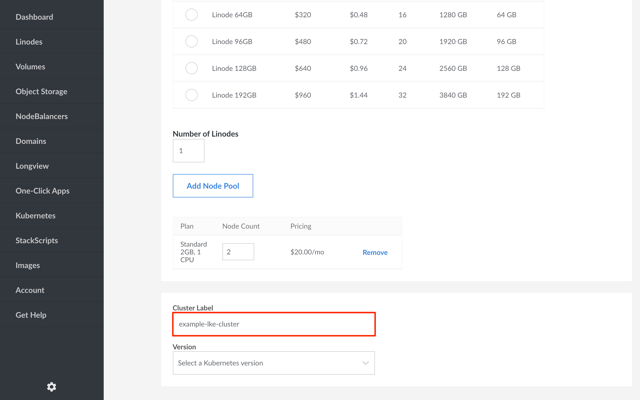 Dashboard
Linodes
Volumes
Object Storage
NodeBalancers
Domains
Longview
One-Click Apps
Kubernetes
StackScripts
Images
Account
Get Help
Linode 64GB $320 $0.48 16 1280 GB 64 GB
Linode 96GB $480 $0.72 20 1920 GB 96 GB
Linode 128GB $640 $0.96 24 2560 GB 128 GB
Linode 192GB $960 $1.44 32 3840 GB 192 GB
Number of Linodes
1
Add Node Pool
Plan Node Count Pricing
Standard
2GB, 1
CPU
2 $20.00/mo Remove
Cluster Label
example-lke-cluster
Version
Select a Kubernetes version